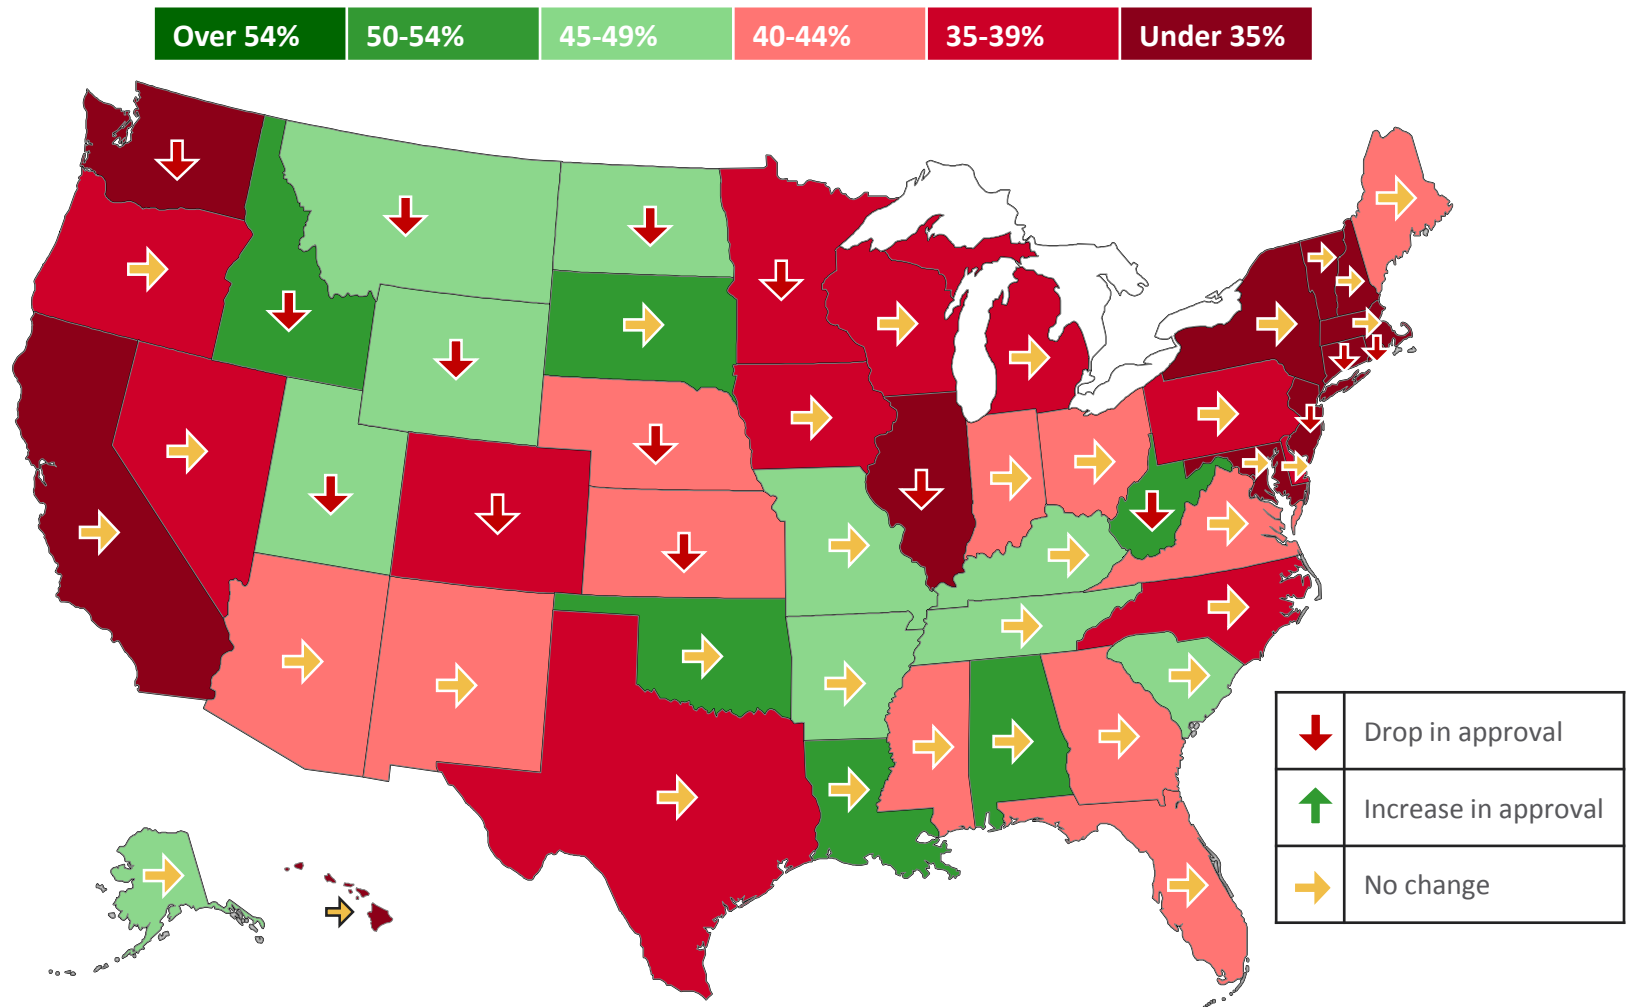 Over 54% 50-54% 45-49% 40-44% 35-39% Under 35%
Drop in approval
Increase in approval
No change